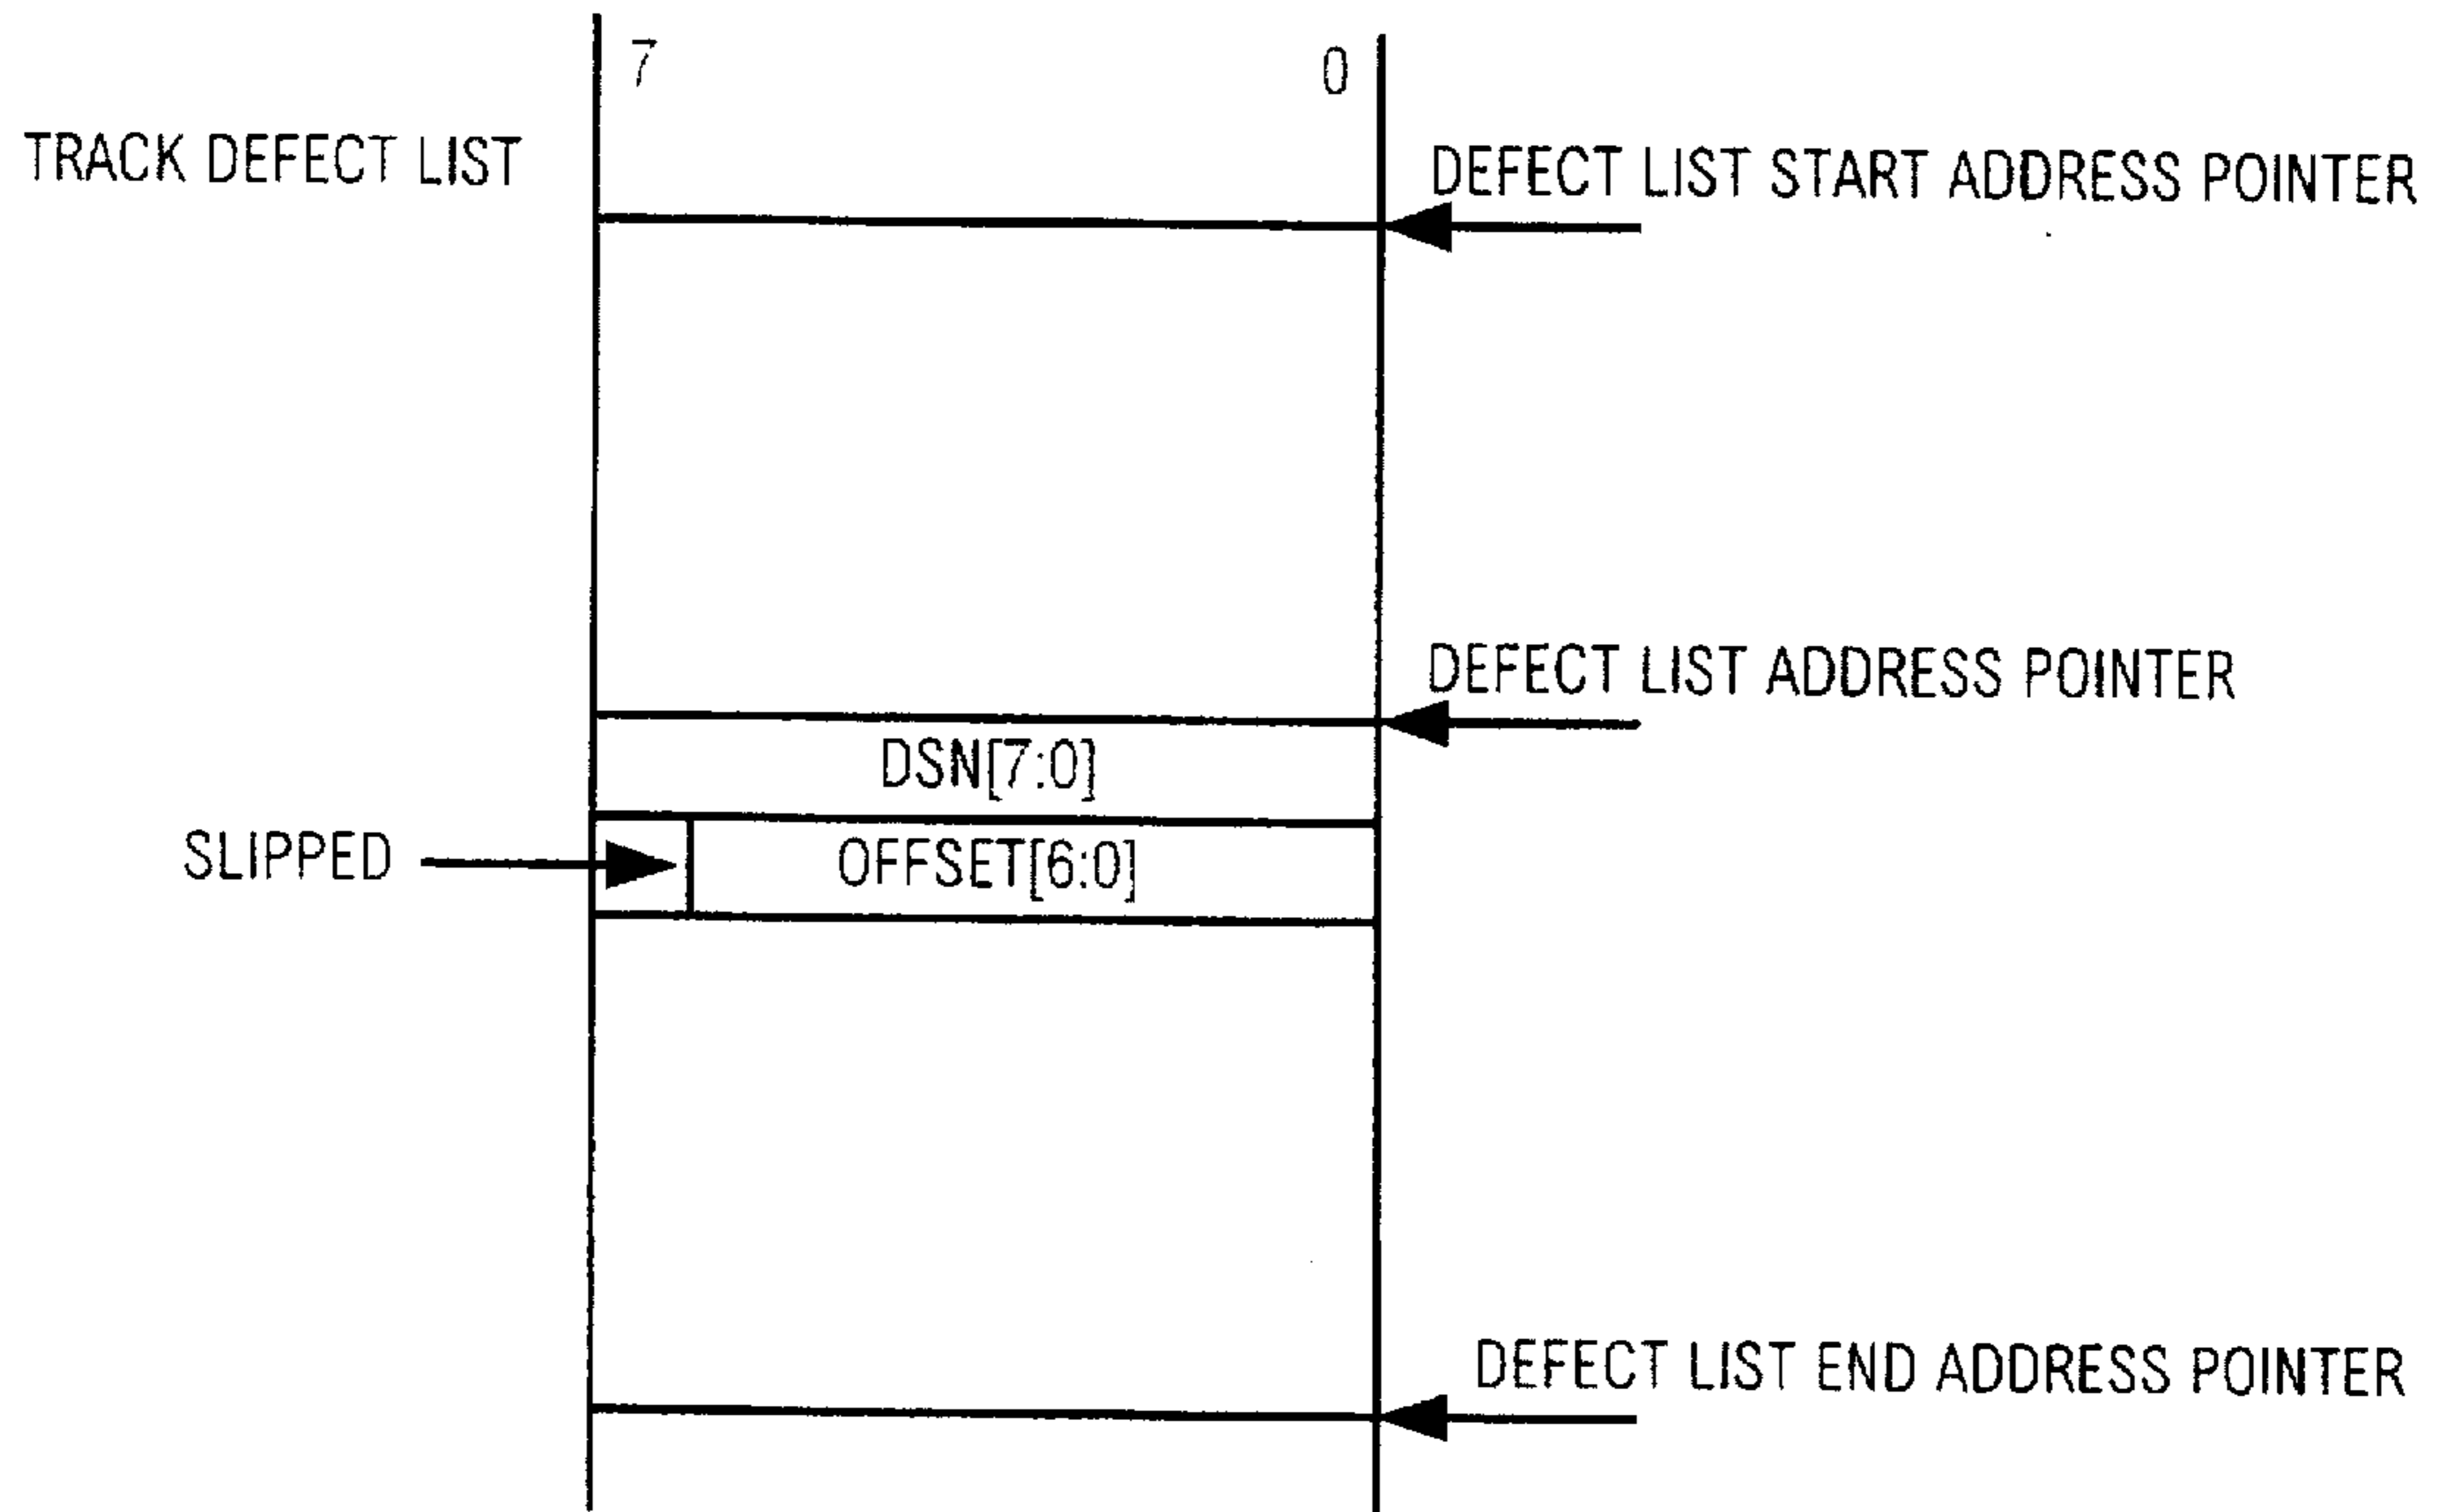 7 0
TRACK DEFECT LIST
DEFECT LIST START ADDRESS POINTER
DEFECT LIST ADDRESS POINTER
DSN[7:0]
SLIPPED
OFFSET[6:0]
DEFECT LIST END ADDRESS POINTER